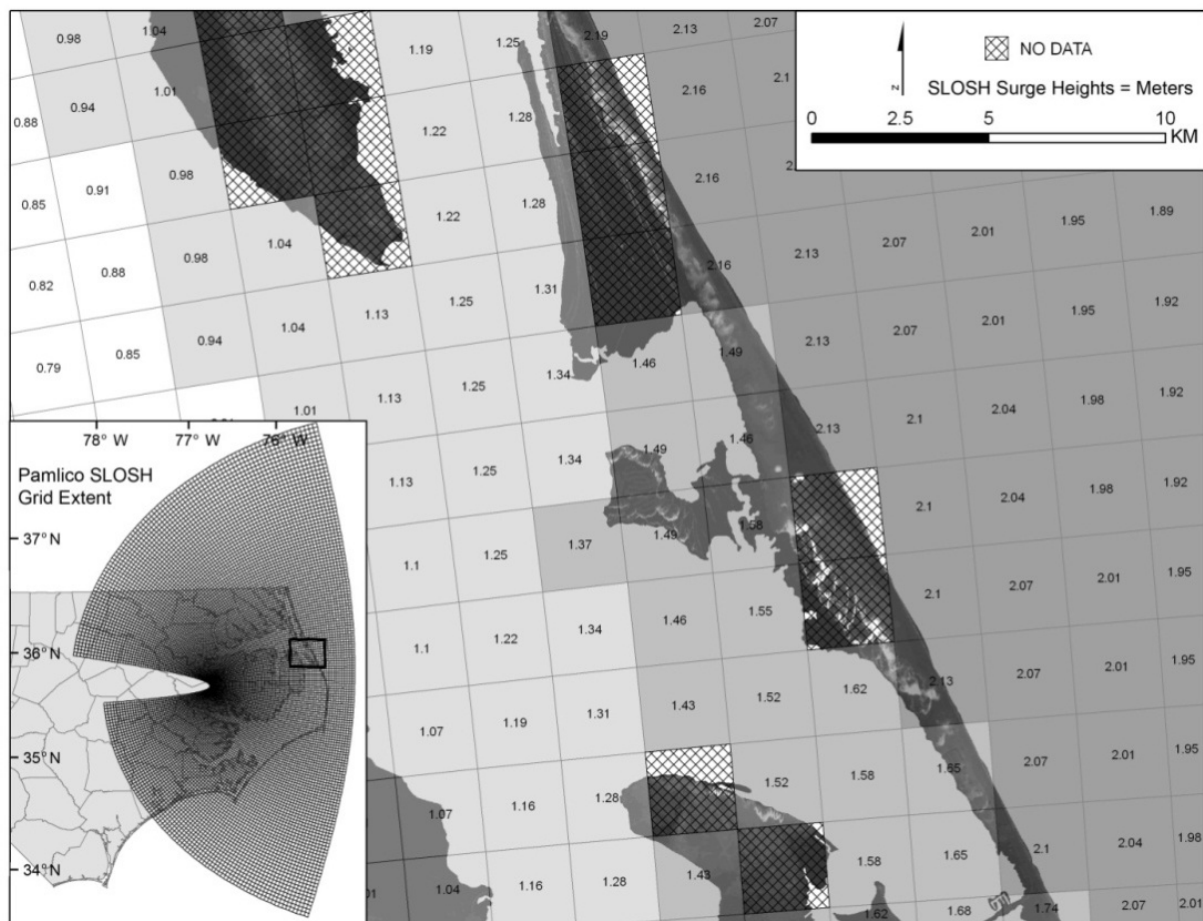 0.98 1.04 1.19 1.25 2.19 2.13 2.07
NO DATA
SLOSH Surge Heights = Meters
N
0 2.5 5 10
KM
0.88 0.94 1.01 1.22 1.28 2.16 2.1
0.85 0.91 0.98 1.22 1.28 2.16
0.82 0.88 0.98 1.04 1.25 1.31 2.16 2.13 2.07 2.01 1.95 1.89
0.79 0.85 0.94 1.04 1.13 1.25 1.34 1.46 1.49 2.13 2.07 2.01 1.95 1.92
1.01 1.13 1.25 1.34 1.49 1.46 2.13 2.1 2.04 1.98 1.92
78° W 77° W 76° W
Pamlico SLOSH
Grid Extent
37° N
36° N
35° N
34° N
1.13 1.25 1.37 1.49 1.58 2.1 2.04 1.98 1.92
1.1 1.25 1.34 1.46 1.55 2.1 2.07 2.01 1.95
1.1 1.22 1.31 1.43 1.52 1.62 2.13 2.07 2.01 1.95
1.07 1.19 1.28 1.52 1.58 1.65 2.07 2.01 1.95
1.07 1.16 1.28 1.43 1.58 1.65 2.1 2.04 1.98
1.04 1.16 1.62 1.68 1.74 2.07 2.01